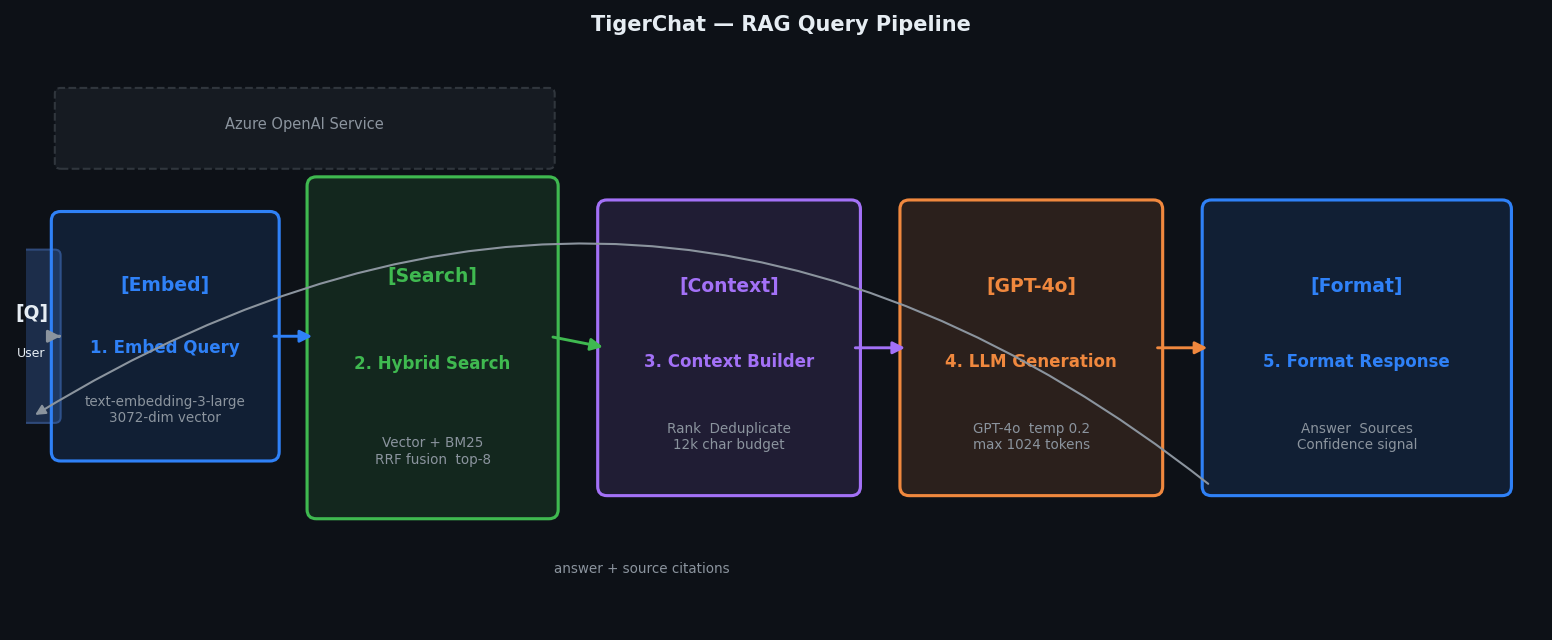 TigerChat — RAG Query Pipeline
Azure OpenAI Service
[Q]
User
[Embed]
1. Embed Query
text-embedding-3-large
3072-dim vector
[Search]
2. Hybrid Search
Vector + BM25
RRF fusion  top-8
[Context]
3. Context Builder
Rank  Deduplicate
12k char budget
[GPT-4o]
4. LLM Generation
GPT-4o  temp 0.2
max 1024 tokens
[Format]
5. Format Response
Answer  Sources
Confidence signal
answer + source citations